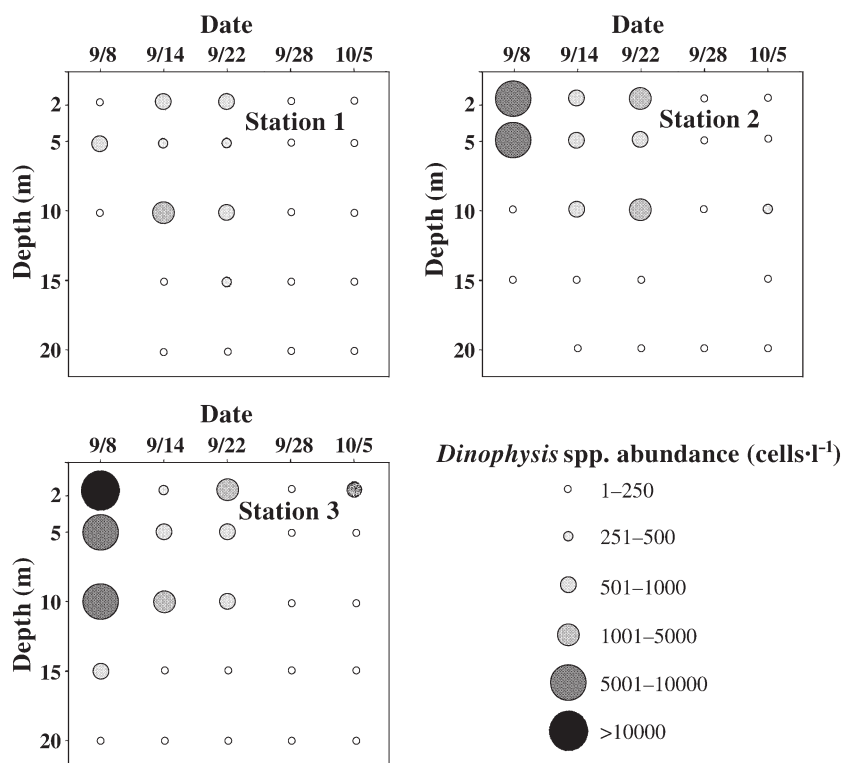 Date
9/8 9/14 9/22 9/28 10/5
Depth (m)
2
5
10
15
20
Station 1
Date
9/8 9/14 9/22 9/28 10/5
Depth (m)
2
5
10
15
20
Station 2
Date
9/8 9/14 9/22 9/28 10/5
Depth (m)
2
5
10
15
20
Station 3
Dinophysis spp. abundance (cells·l⁻¹)
1–250
251–500
501–1000
1001–5000
5001–10000
>10000